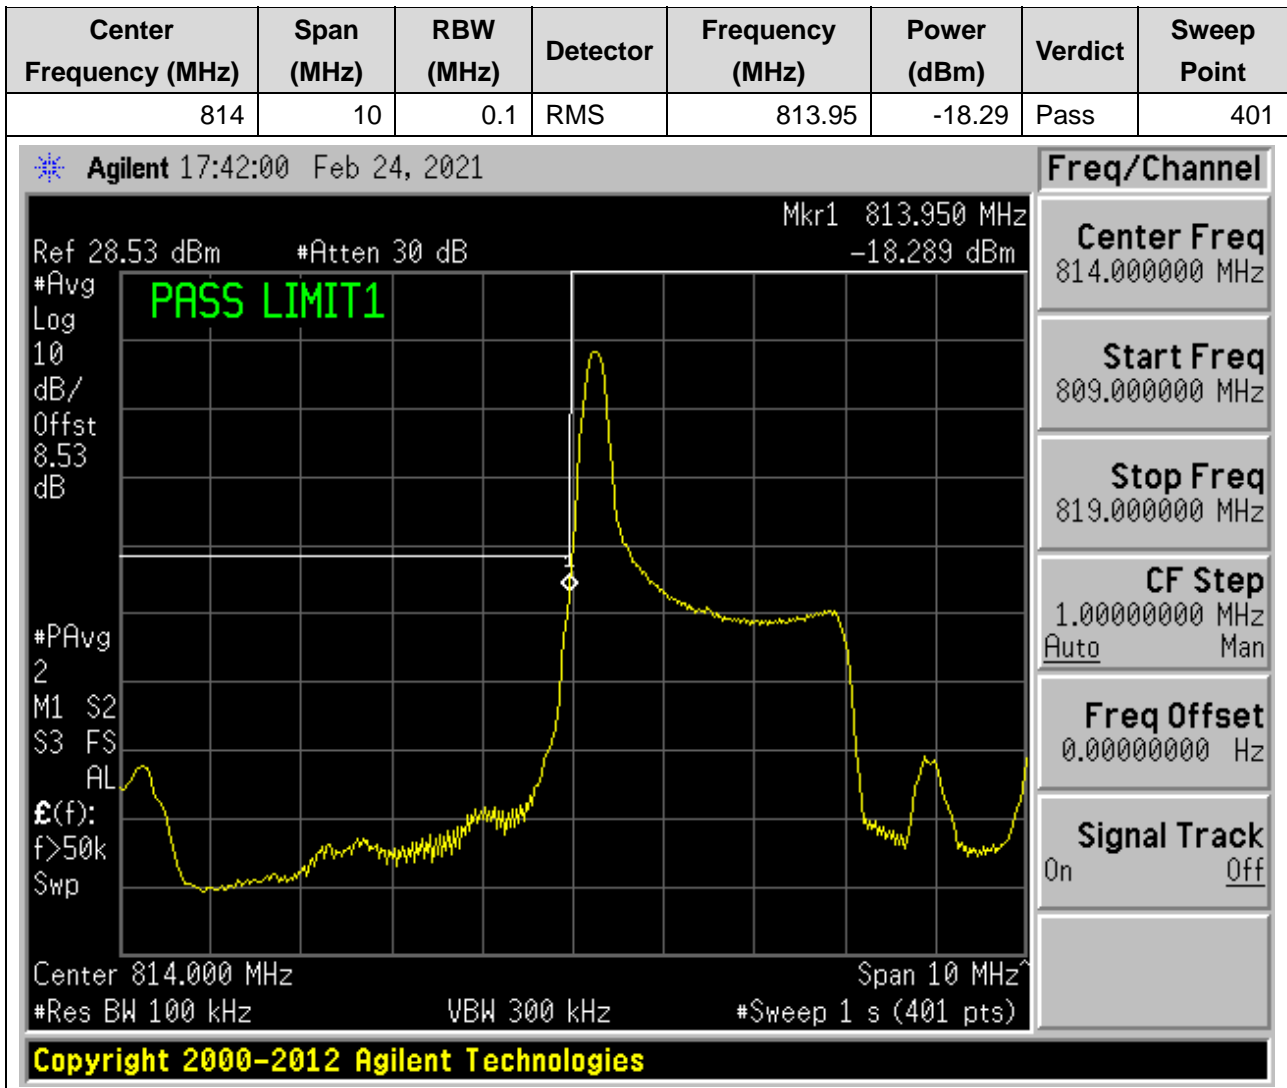 Center Frequency (MHz) Span (MHz) RBW (MHz) Detector Frequency (MHz) Power (dBm) Verdict Sweep Point
814 10 0.1 RMS 813.95 -18.29 Pass 401
Agilent 17:42:00 Feb 24, 2021
Freq/Channel
Mkr1 813.950 MHz
Ref 28.53 dBm #Atten 30 dB -18.289 dBm
#Avg
Log
10
dB/
Offst
8.53
dB
PASS LIMIT1
1
#PAvg
2
M1 S2
S3 FS
AL
£(f):
f>50k
Swp
Center 814.000 MHz Span 10 MHz^
#Res BW 100 kHz VBW 300 kHz #Sweep 1 s (401 pts)
Center Freq
814.000000 MHz
Start Freq
809.000000 MHz
Stop Freq
819.000000 MHz
CF Step
1.00000000 MHz
Auto Man
Freq Offset
0.00000000 Hz
Signal Track
On Off
Copyright 2000-2012 Agilent Technologies